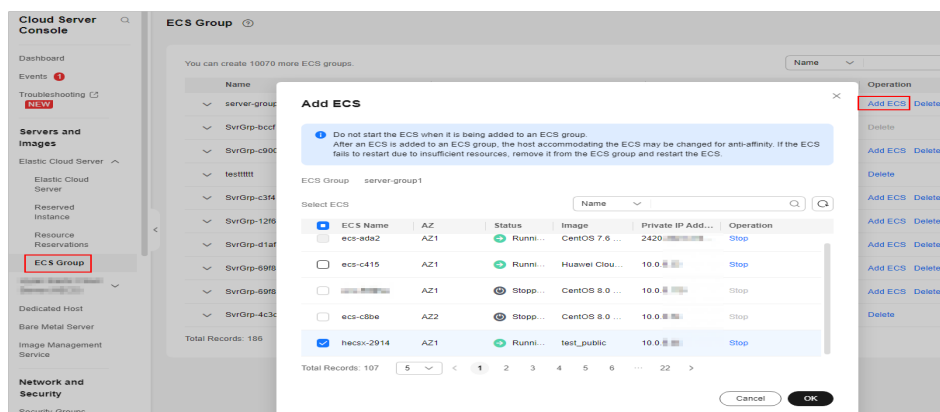 Cloud Server
Console
Dashboard
Events 1
Troubleshooting
NEW
Servers and
Images
Elastic Cloud Server
Elastic Cloud
Server
Reserved
Instance
Resource
Reservations
ECS Group
Dedicated Host
Bare Metal Server
Image Management
Service
Network and
Security
Security Groups
ECS Group
You can create 10070 more ECS groups.
Name
Name
Operation
server-group
Add ECS Delete
SvrGrp-bccf
Delete
SvrGrp-c900
Add ECS Delete
testttttt
Delete
SvrGrp-c3f4
Add ECS Delete
SvrGrp-12f6
Add ECS Delete
SvrGrp-d1af
Add ECS Delete
SvrGrp-69f8
Add ECS Delete
SvrGrp-69f8
Add ECS Delete
SvrGrp-4c3c
Delete
Total Records: 186
Add ECS
Do not start the ECS when it is being added to an ECS group.
After an ECS is added to an ECS group, the host accommodating the ECS may be changed for anti-affinity. If the ECS
fails to restart due to insufficient resources, remove it from the ECS group and restart the ECS.
ECS Group server-group1
Select ECS
Name
ECS Name AZ Status Image Private IP Add... Operation
ecs-ada2 AZ1 Runni... CentOS 7.6 ... 2420 Stop
ecs-c415 AZ1 Runni... Huawei Clou... 10.0. Stop
AZ1 Stopp... CentOS 8.0 ... 10.0. Stop
ecs-c8be AZ2 Stopp... CentOS 8.0 ... 10.0. Stop
hecsx-2914 AZ1 Runni... test_public 10.0. Stop
Total Records: 107 5 < 1 2 3 4 5 6 ... 22 >
Cancel OK